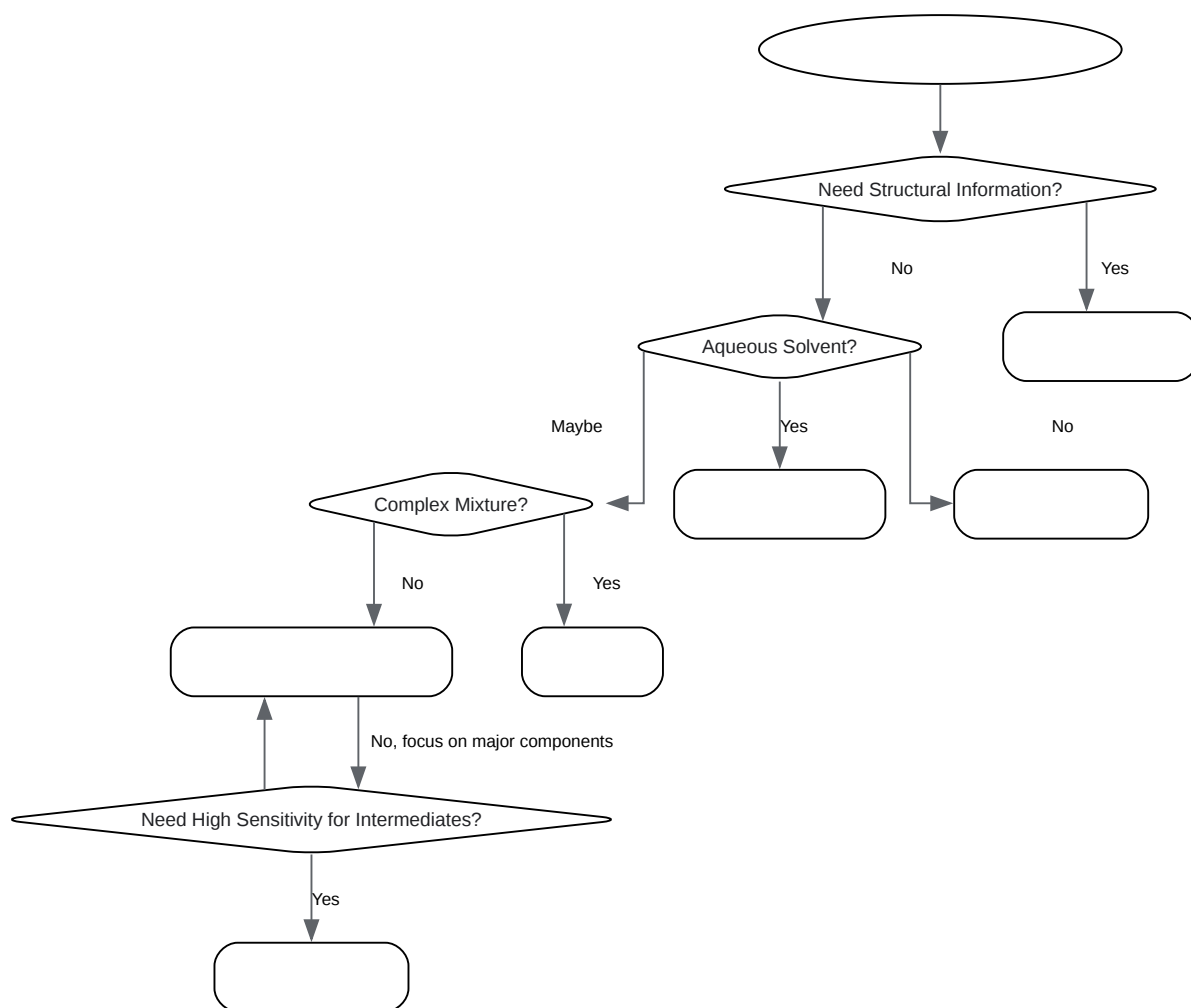 Need Structural Information?
No
Yes
Aqueous Solvent?
Maybe
Yes
No
Complex Mixture?
No
Yes
No, focus on major components
Need High Sensitivity for Intermediates?
Yes